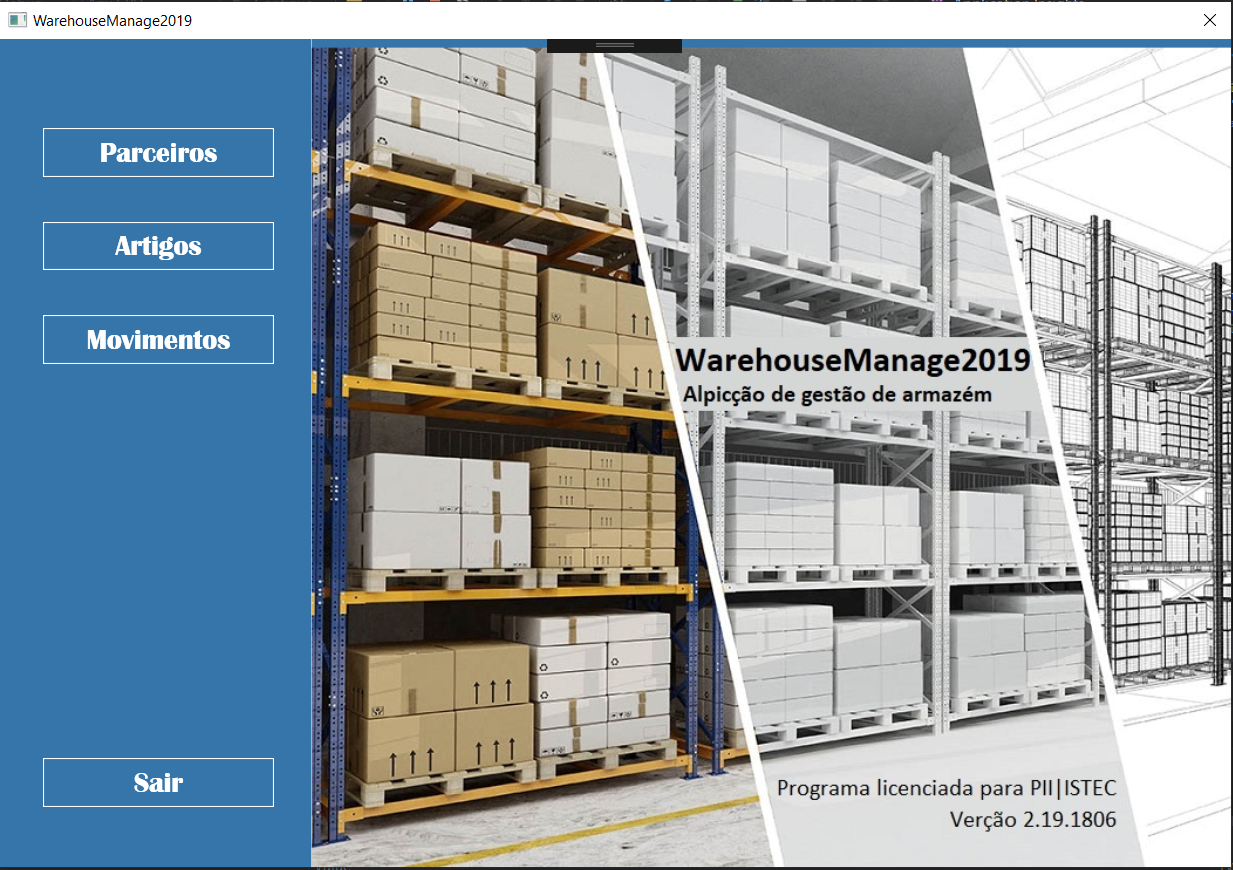 WarehouseManage2019
Parceiros
Artigos
Movimentos
Sair
WarehouseManage2019
Alpicção de gestão de armazém
Programa licenciada para PII|ISTEC
Verção 2.19.1806